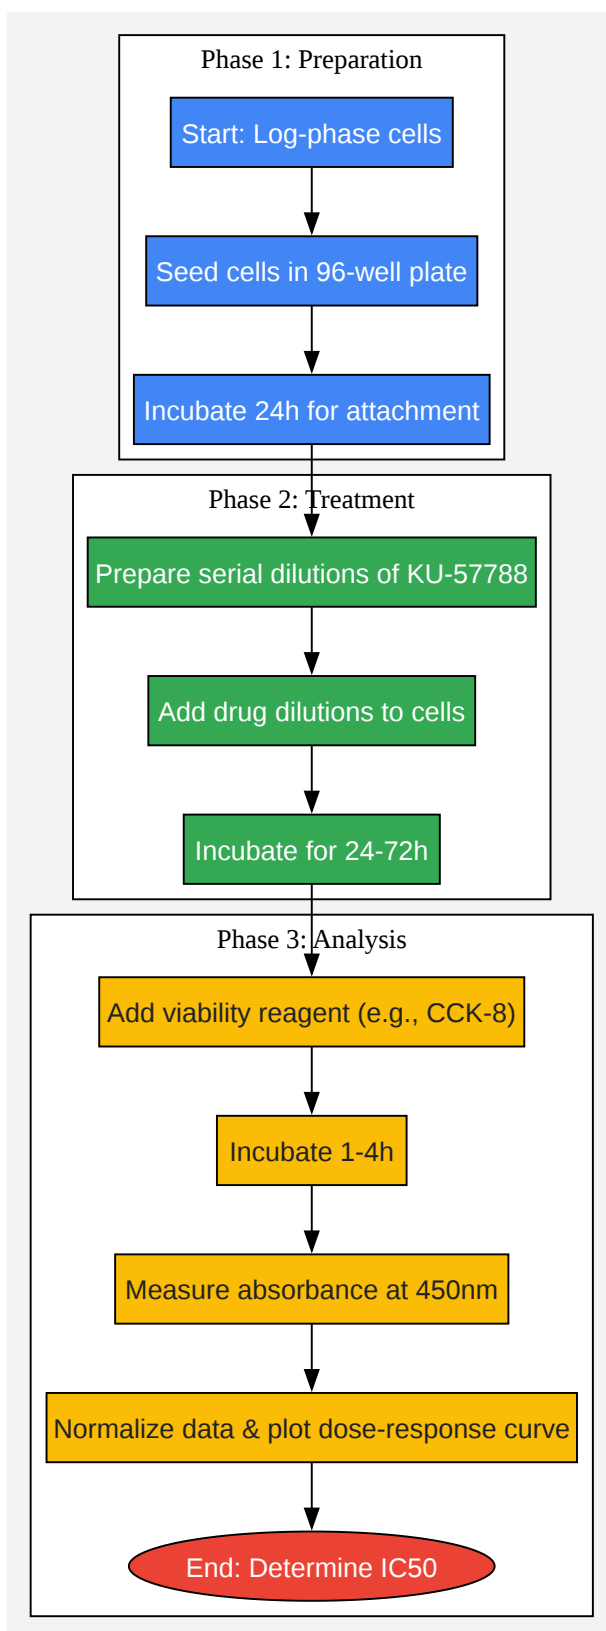 Phase 1: Preparation
Start: Log-phase cells
Seed cells in 96-well plate
Incubate 24h for attachment
Phase 2: Treatment
Prepare serial dilutions of KU-57788
Add drug dilutions to cells
Incubate for 24-72h
Phase 3: Analysis
Add viability reagent (e.g., CCK-8)
Incubate 1-4h
Measure absorbance at 450nm
Normalize data & plot dose-response curve
End: Determine IC50